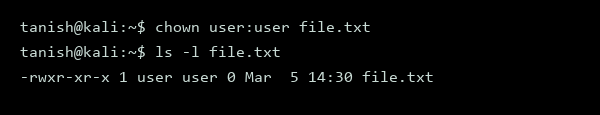 tanish@kali:~$ chown user:user file.txt
tanish@kali:~$ ls -l file.txt
-rwxr-xr-x 1 user user 0 Mar  5 14:30 file.txt